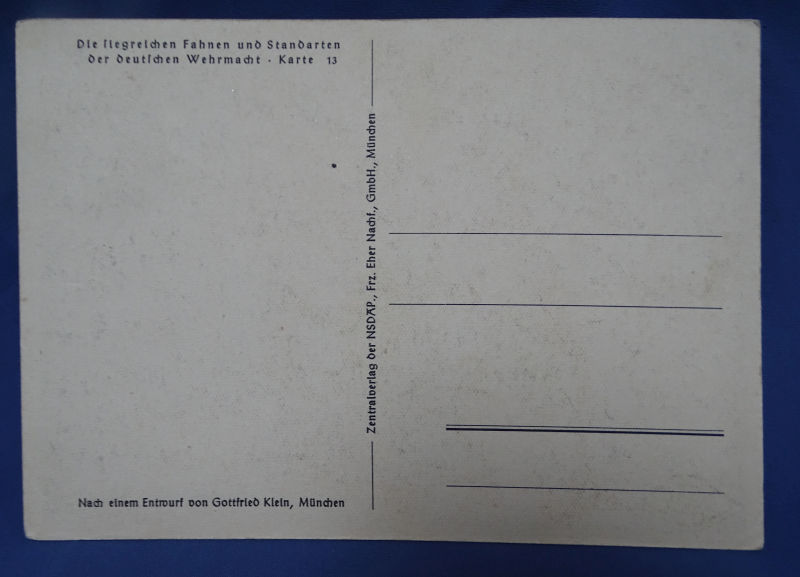 Die ſiegreichen Fahnen und Standarten
der deutſchen Wehrmacht · Karte 13
Zentralverlag der NSDAP., Frz. Eher Nachf., GmbH., München
Nach einem Entwurf von Gottfried Klein, München